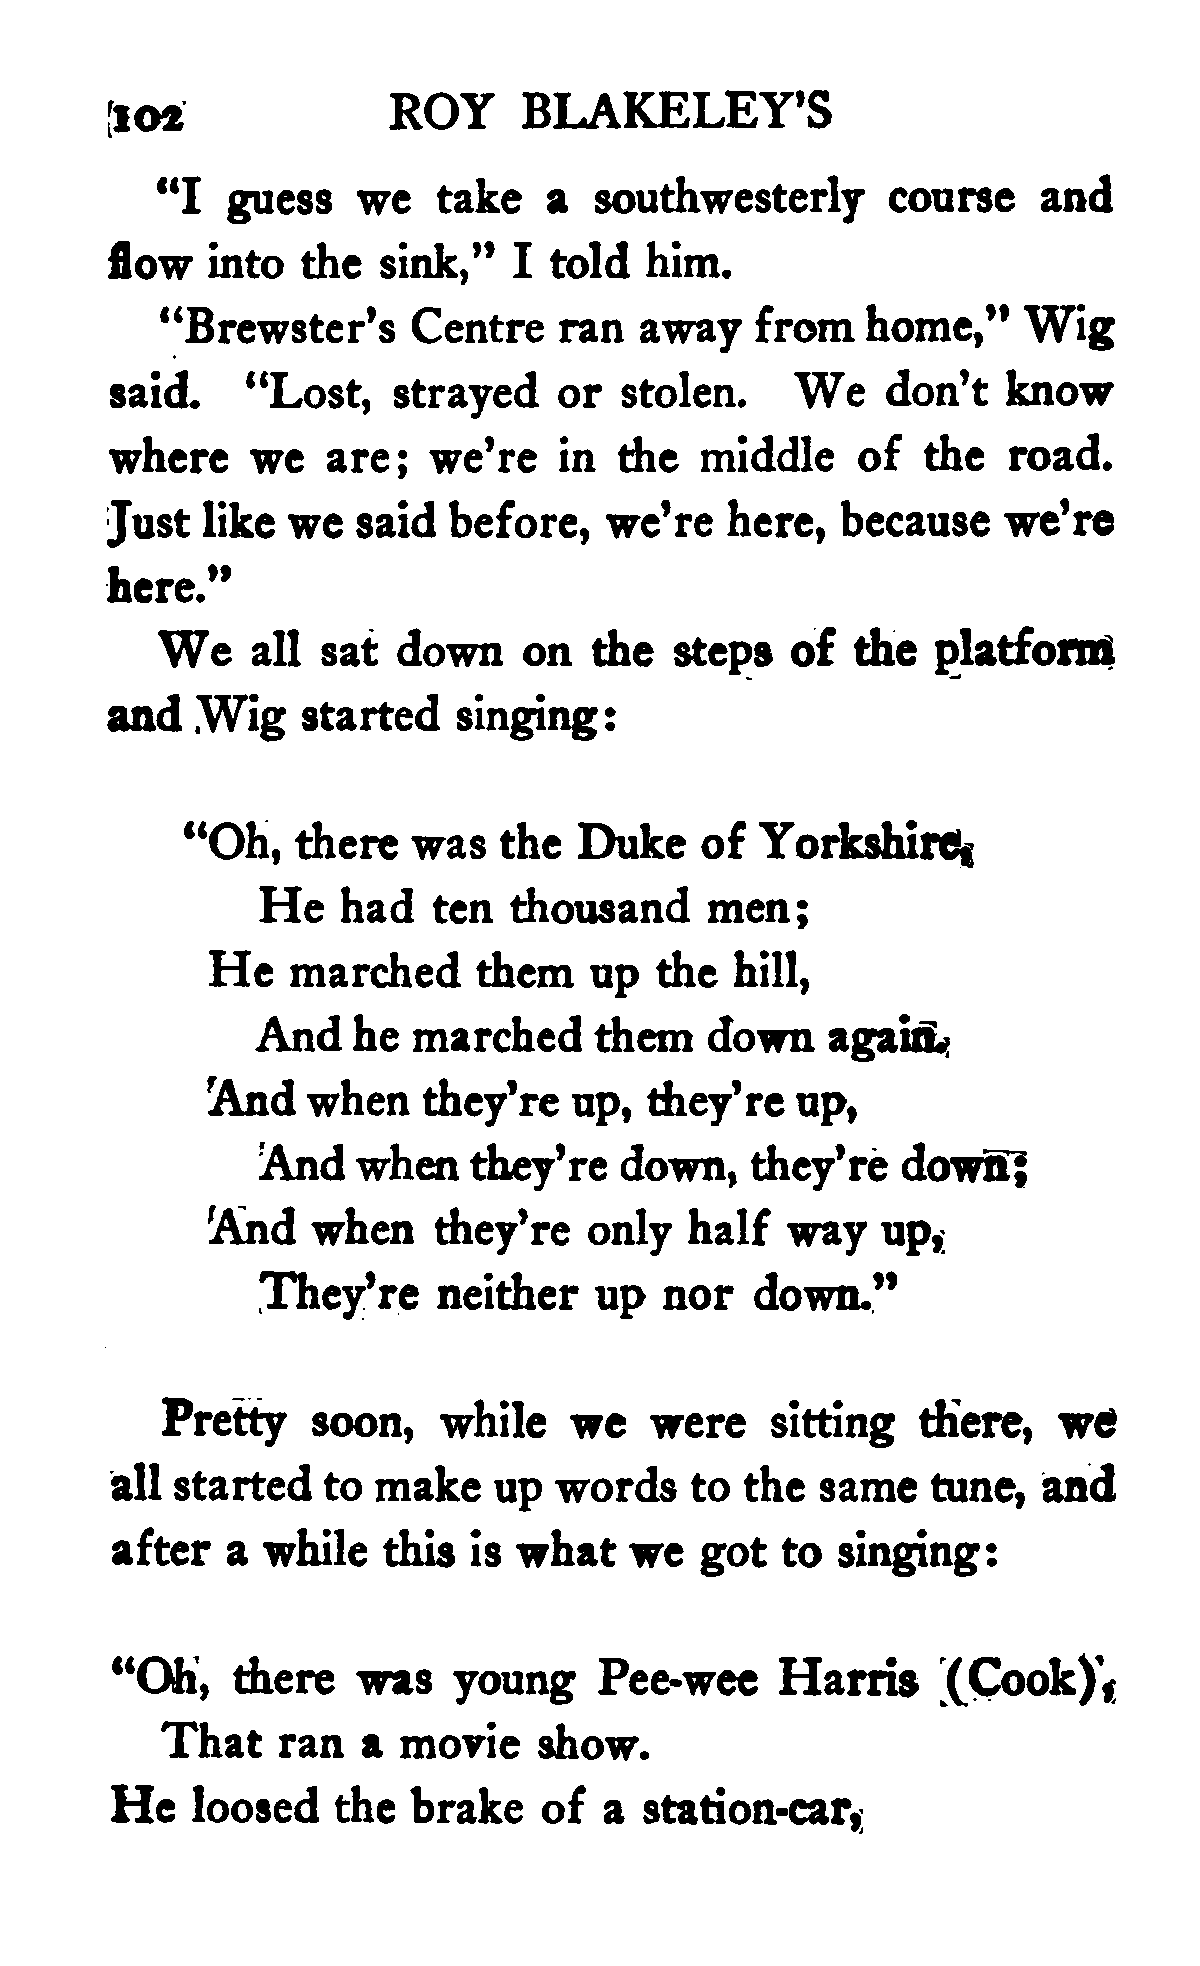 102 ROY BLAKELEY'S
"I guess we take a southwesterly course and
flow into the sink," I told him.
"Brewster's Centre ran away from home," Wig
said. "Lost, strayed or stolen. We don't know
where we are; we're in the middle of the road.
Just like we said before, we're here, because we're
here."
We all sat down on the steps of the platform
and Wig started singing:
"Oh, there was the Duke of Yorkshire,
He had ten thousand men;
He marched them up the hill,
And he marched them down again.
And when they're up, they're up,
And when they're down, they're down;
And when they're only half way up,
They're neither up nor down."
Pretty soon, while we were sitting there, we
all started to make up words to the same tune, and
after a while this is what we got to singing:
"Oh, there was young Pee-wee Harris (Cook),
That ran a movie show.
He loosed the brake of a station-car,